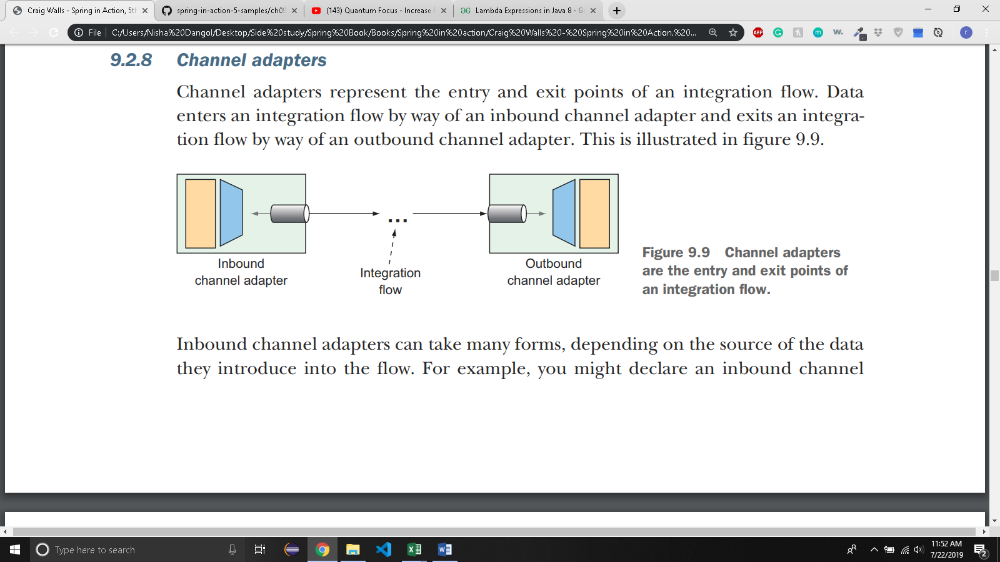 Craig Walls - Spring in Action, 5th
spring-in-action-5-samples/ch09
(143) Quantum Focus - Increase F
Lambda Expressions in Java 8 - Ge
File
C:/Users/Nisha%20Dangol/Desktop/Side%20study/Spring%20Book/Books/Spring%20in%20action/Craig%20Walls%20-%20Spring%20in%20Action,%20...
ABP
m
w.
r
9.2.8 Channel adapters
Channel adapters represent the entry and exit points of an integration flow. Data
enters an integration flow by way of an inbound channel adapter and exits an integra-
tion flow by way of an outbound channel adapter. This is illustrated in figure 9.9.
...
Inbound
channel adapter
Integration
flow
Outbound
channel adapter
Figure 9.9 Channel adapters
are the entry and exit points of
an integration flow.
Inbound channel adapters can take many forms, depending on the source of the data
they introduce into the flow. For example, you might declare an inbound channel
Type here to search
11:52 AM
7/22/2019
2